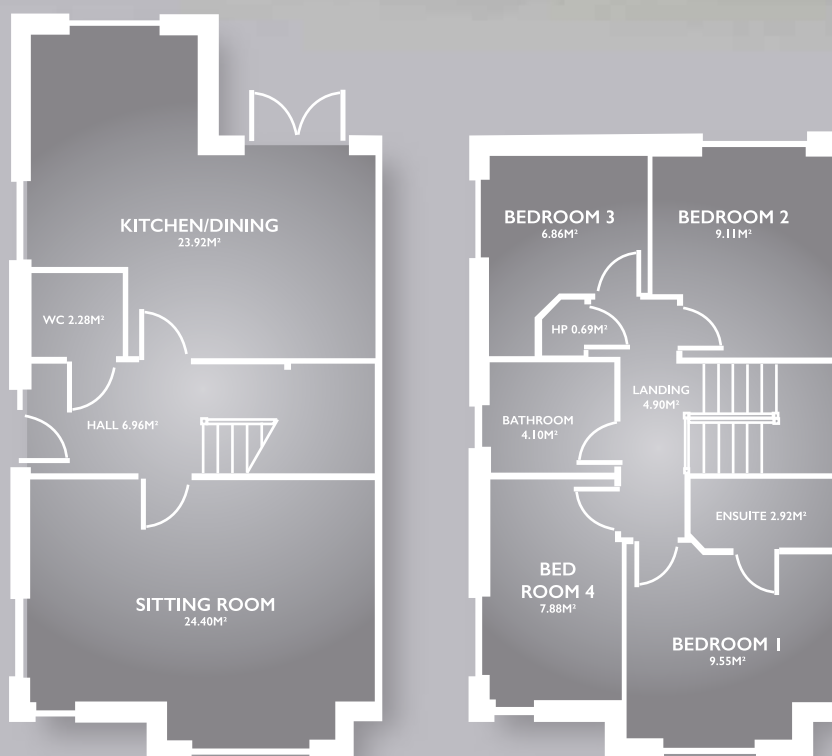 KITCHEN/DINING
23.92M²
WC 2.28M²
HALL 6.96M²
SITTING ROOM
24.40M²
BEDROOM 3
6.86M²
BEDROOM 2
9.11M²
HP 0.69M²
LANDING
4.90M²
BATHROOM
4.10M²
ENSUITE 2.92M²
BED
ROOM 4
7.88M²
BEDROOM 1
9.55M²